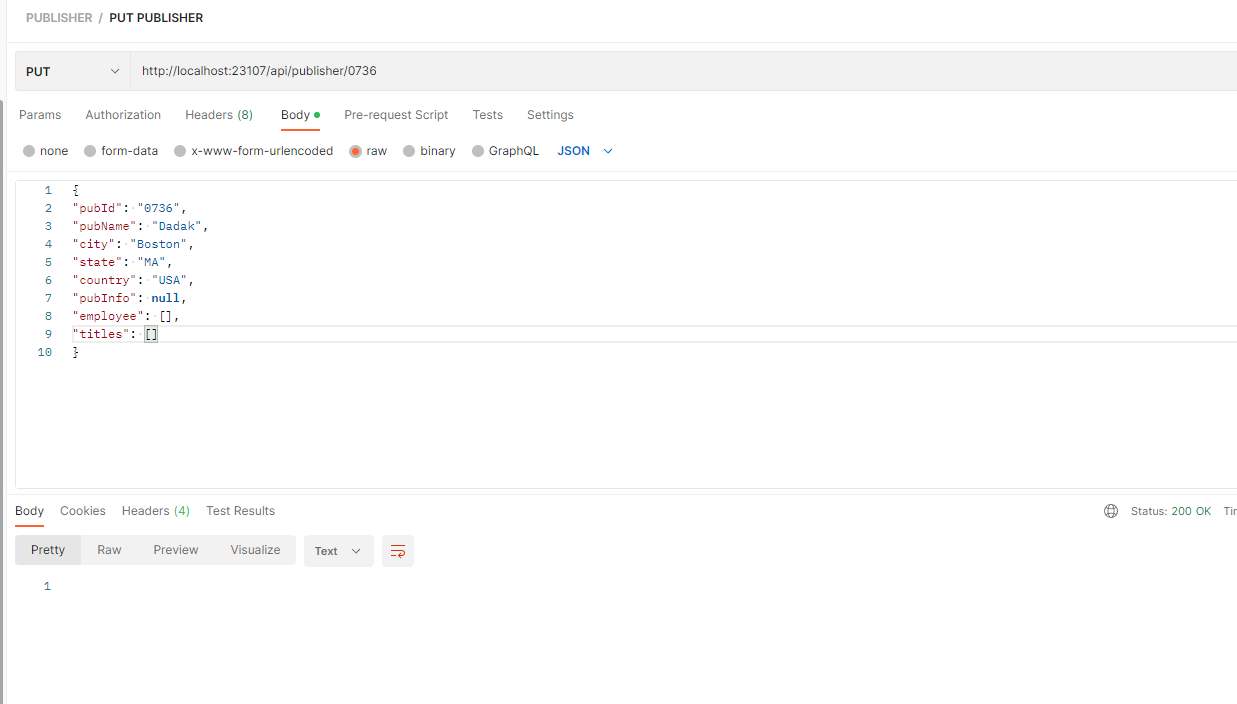 PUBLISHER / PUT PUBLISHER
PUT http://localhost:23107/api/publisher/0736
Params Authorization Headers (8) Body Pre-request Script Tests Settings
none form-data x-www-form-urlencoded raw binary GraphQL JSON
1 {
2 "pubId": "0736",
3 "pubName": "Dadak",
4 "city": "Boston",
5 "state": "MA",
6 "country": "USA",
7 "pubInfo": null,
8 "employee": [],
9 "titles": []
10 }
Body Cookies Headers (4) Test Results Status: 200 OK Tir
Pretty Raw Preview Visualize Text
1